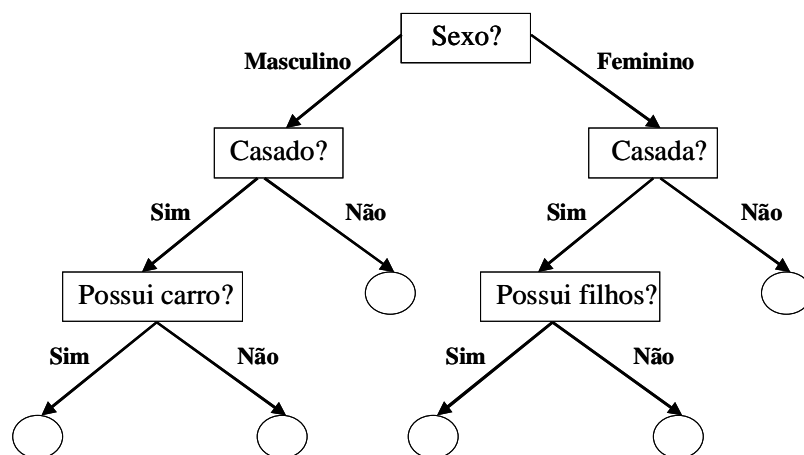 Sexo?
Masculino
Feminino
Casado?
Casada?
Sim
Não
Sim
Não
Possui carro?
Possui filhos?
Sim
Não
Sim
Não